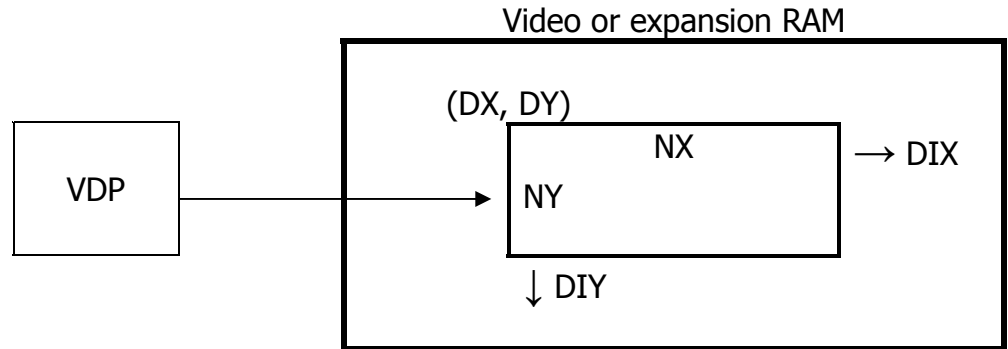 Video or expansion RAM
(DX, DY)
NX
→ DIX
VDP
NY
↓ DIY